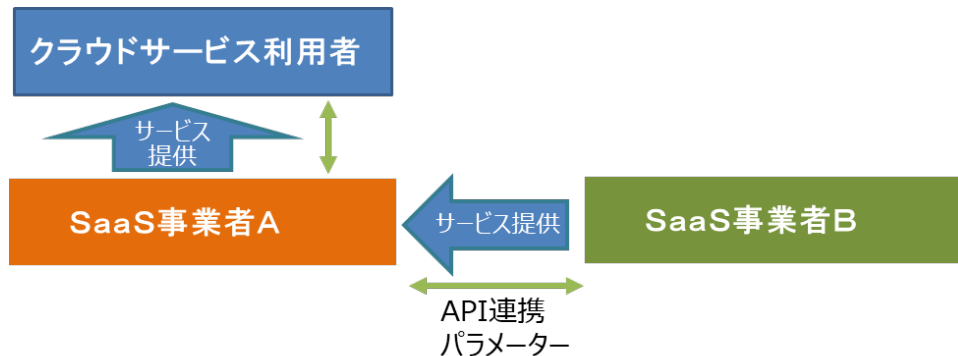 クラウドサービス利用者
サービス
提供
SaaS事業者A
サービス提供
SaaS事業者B
API連携
パラメーター